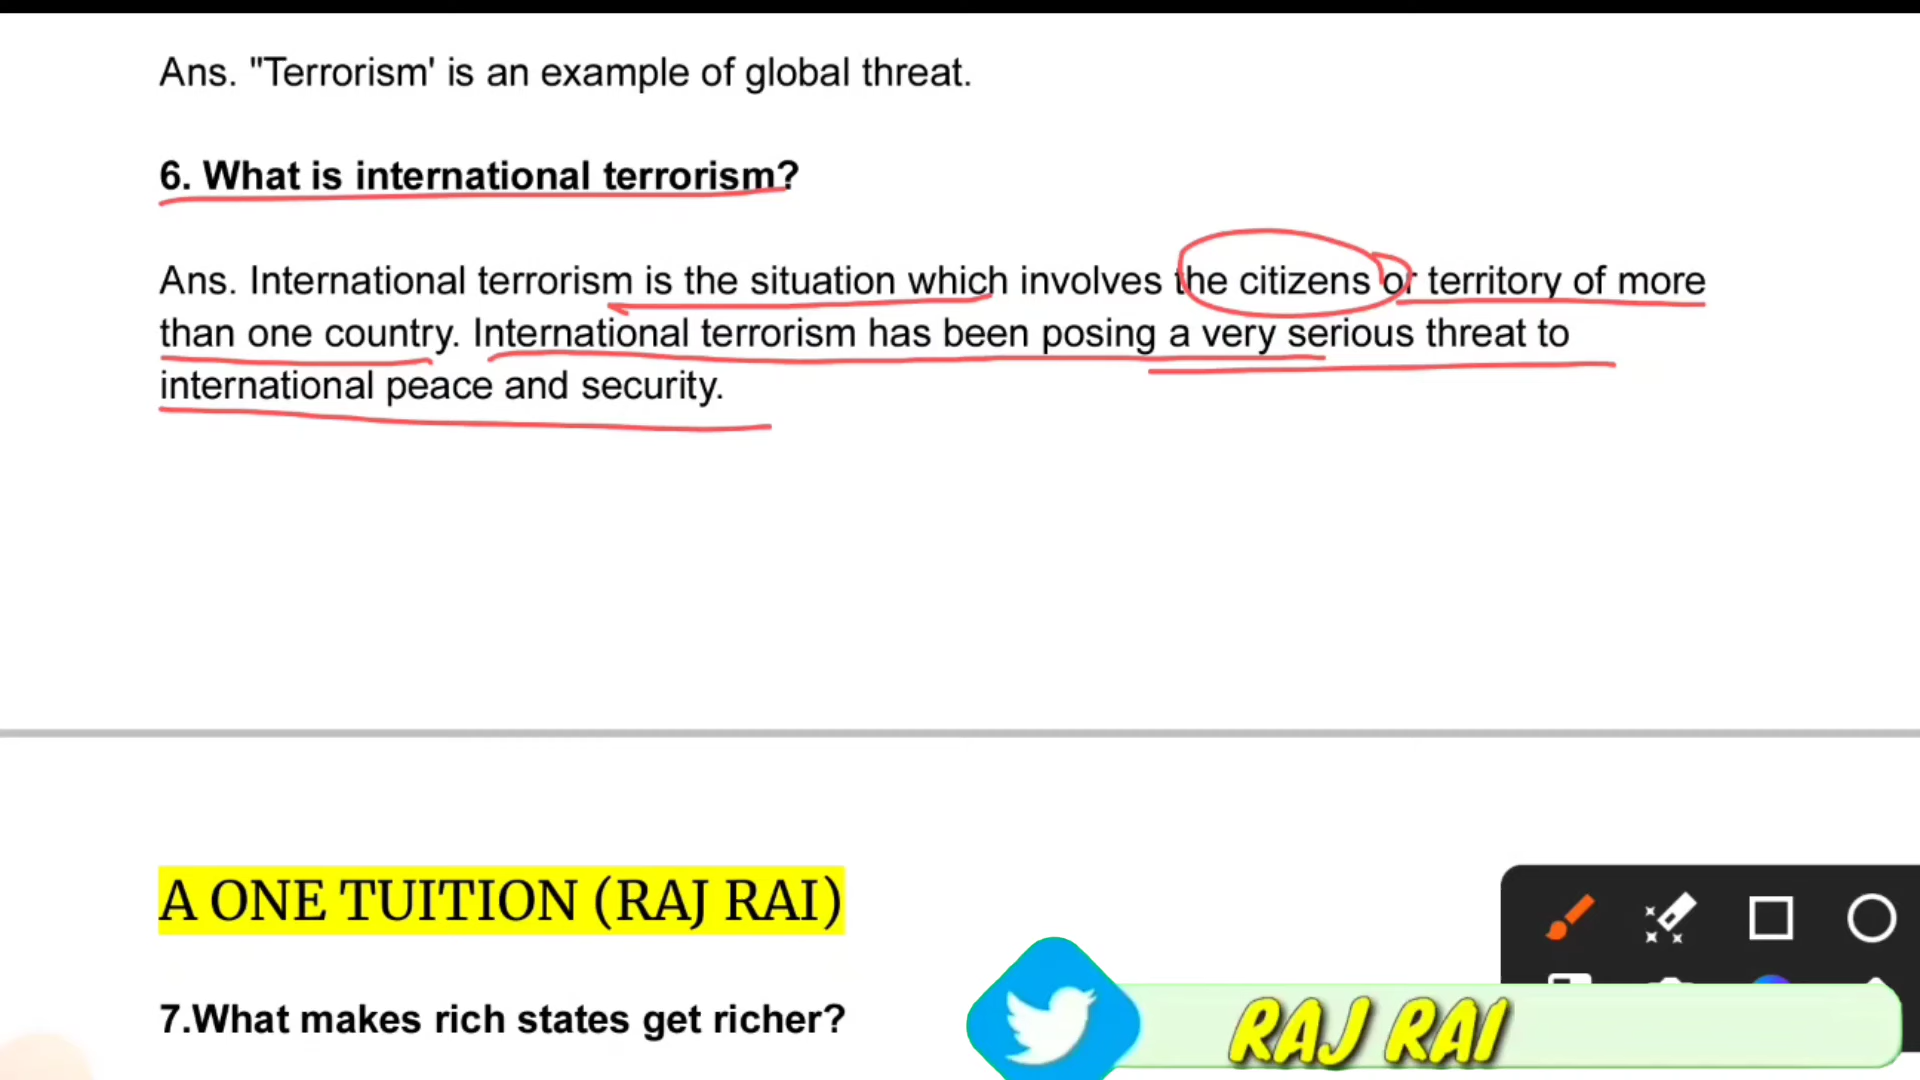 Ans. "Terrorism' is an example of global threat.
6. What is international terrorism?
Ans. International terrorism is the situation which involves the citizens or territory of more
than one country. International terrorism has been posing a very serious threat to
international peace and security.
A ONE TUITION (RAJ RAI)
7.What makes rich states get richer?
RAJ RAI